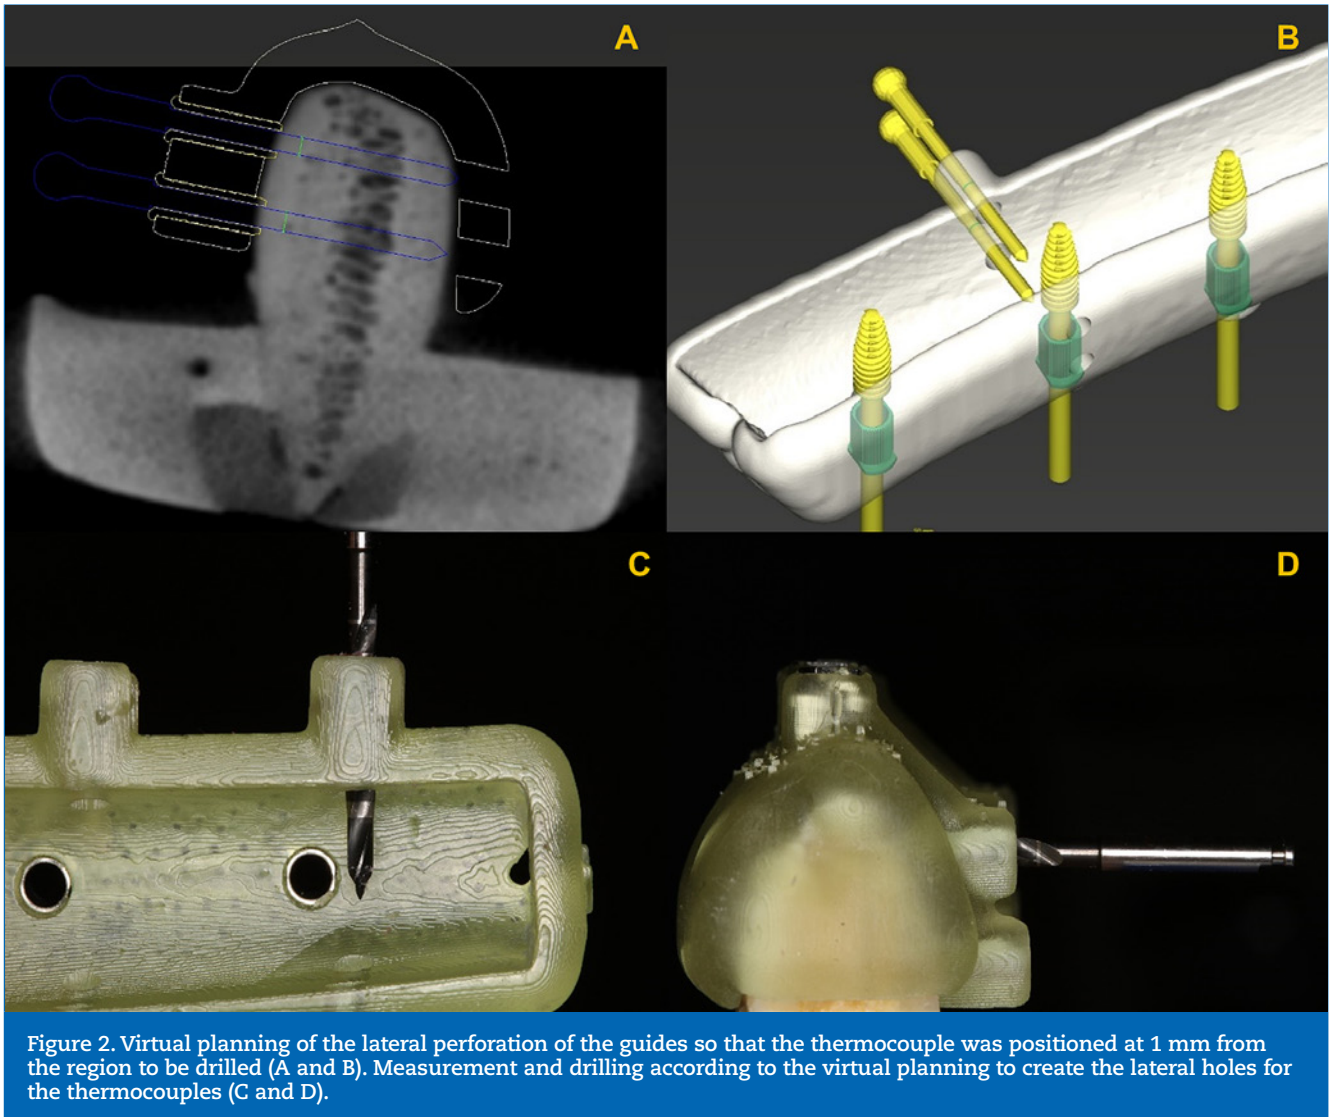 A
B
C
D
Figure 2. Virtual planning of the lateral perforation of the guides so that the thermocouple was positioned at 1 mm from
the region to be drilled (A and B). Measurement and drilling according to the virtual planning to create the lateral holes for
the thermocouples (C and D).